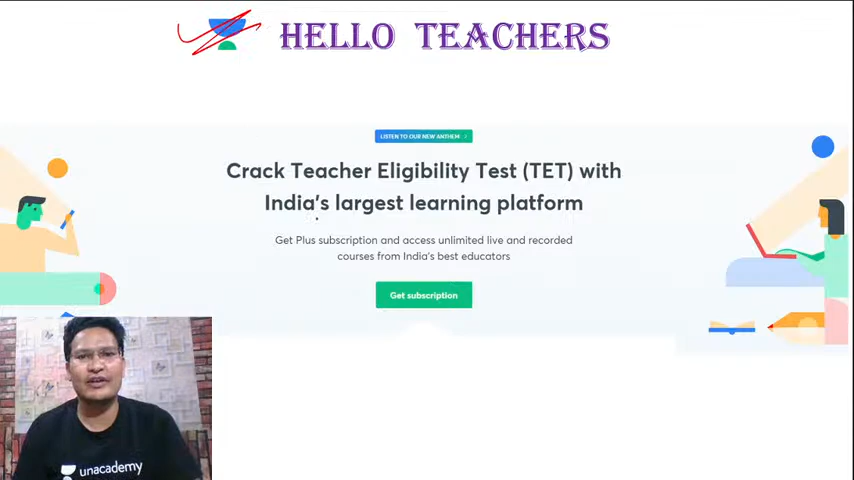 HELLO TEACHERS
LISTEN TO OUR NEW ANTHEM
Crack Teacher Eligibility Test (TET) with
India's largest learning platform
Get Plus subscription and access unlimited live and recorded
courses from India's best educators
Get subscription
unacademy